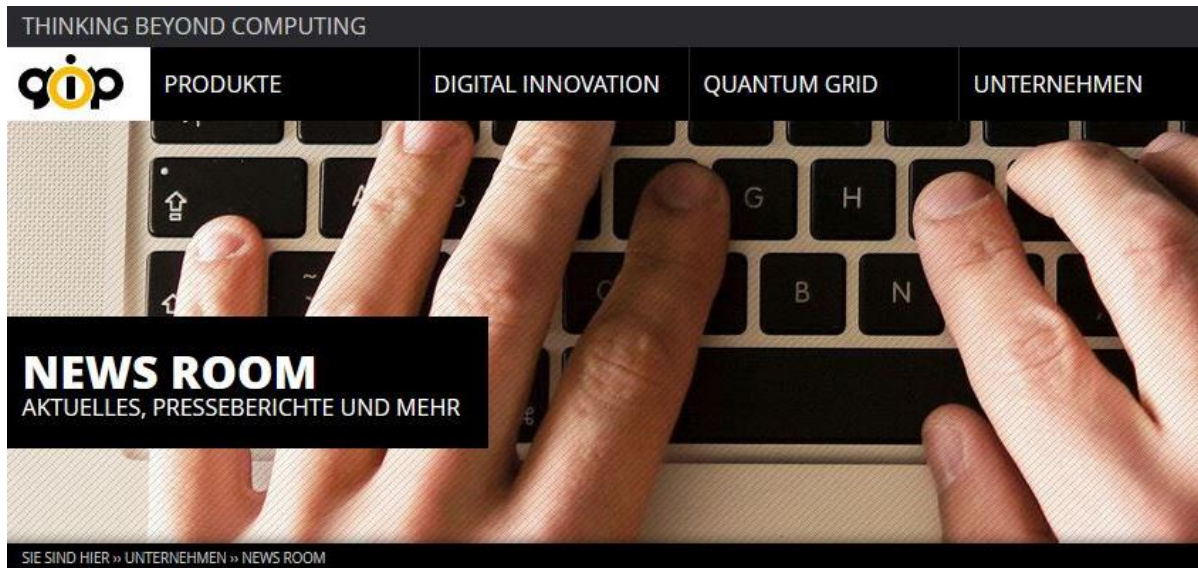 THINKING BEYOND COMPUTING
gip PRODUKTE DIGITAL INNOVATION QUANTUM GRID UNTERNEHMEN
A G H
B N
NEWS ROOM
AKTUELLES, PRESSEBERICHTE UND MEHR
SIE SIND HIER ›› UNTERNEHMEN ›› NEWS ROOM